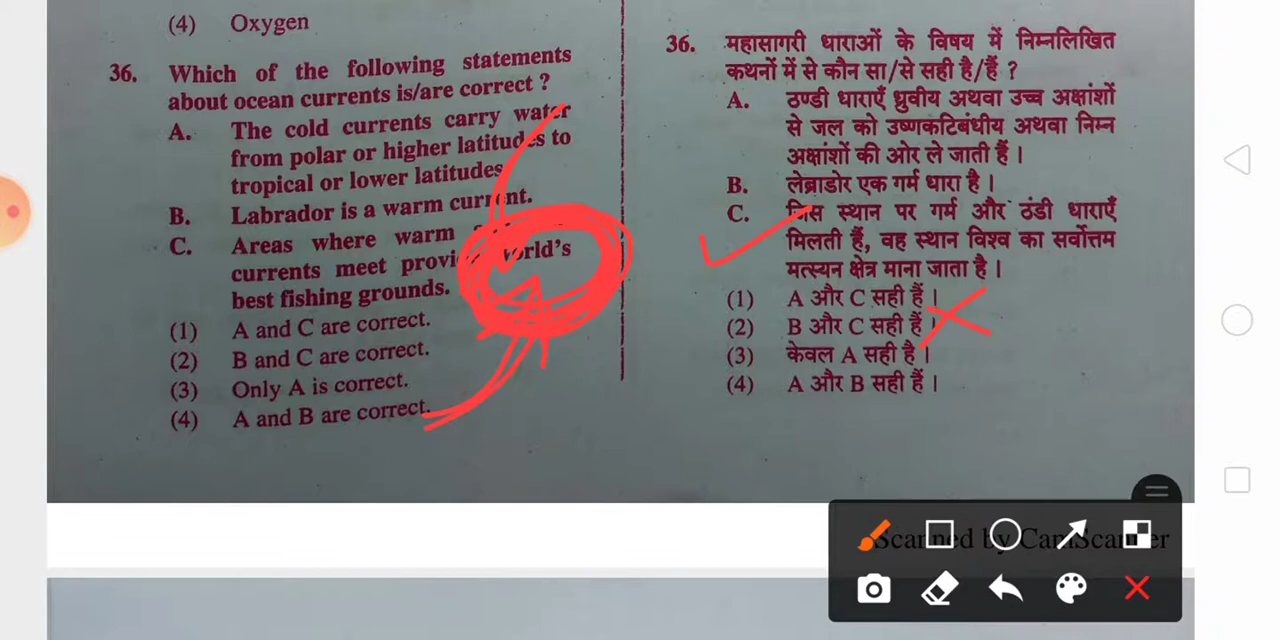 (4) Oxygen
36. Which of the following statements
about ocean currents is/are correct ?
A. The cold currents carry water
from polar or higher latitudes to
tropical or lower latitudes
B. Labrador is a warm current.
C. Areas where warm
currents meet world's
best fishing grounds.
(1) A and C are correct.
(2) B and C are correct.
(3) Only A is correct.
(4) A and B are correct.
36. महासागरी धाराओं के विषय में निम्नलिखित
कथनों में से कौन सा/से सही है/हैं ?
A. ठण्डी धाराएँ ध्रुवीय अथवा उच्च अक्षांशों
से जल को उष्णकटिबंधीय अथवा निम्न
अक्षांशों की ओर ले जाती हैं ।
B. लेब्राडोर एक गर्म धारा है ।
C. जिस स्थान पर गर्म और ठंडी धाराएँ
मिलती हैं, वह स्थान विश्व का सर्वोत्तम
मत्स्यन क्षेत्र माना जाता है ।
(1) A और C सही हैं ।
(2) B और C सही हैं ।
(3) केवल A सही है ।
(4) A और B सही हैं ।
Scanned by CamScanner